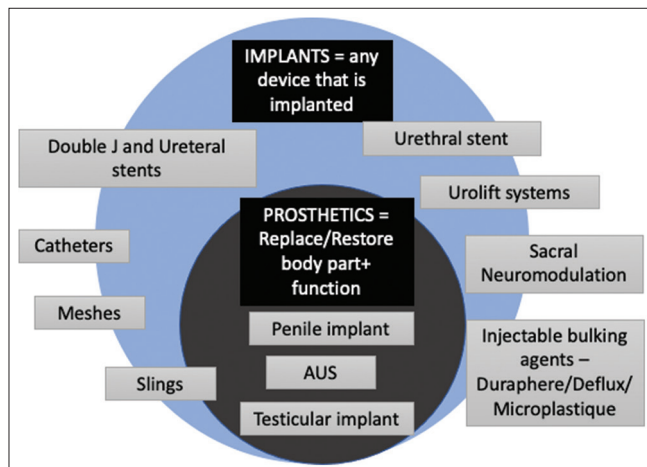 IMPLANTS = any
device that is
implanted
Double J and Ureteral
stents
Urethral stent
Urolift systems
PROSTHETICS =
Replace/Restore
body part+
function
Catheters
Sacral
Neuromodulation
Meshes
Penile implant
Injectable bulking
agents –
Duraphere/Deflux/
Microplastique
Slings
AUS
Testicular implant